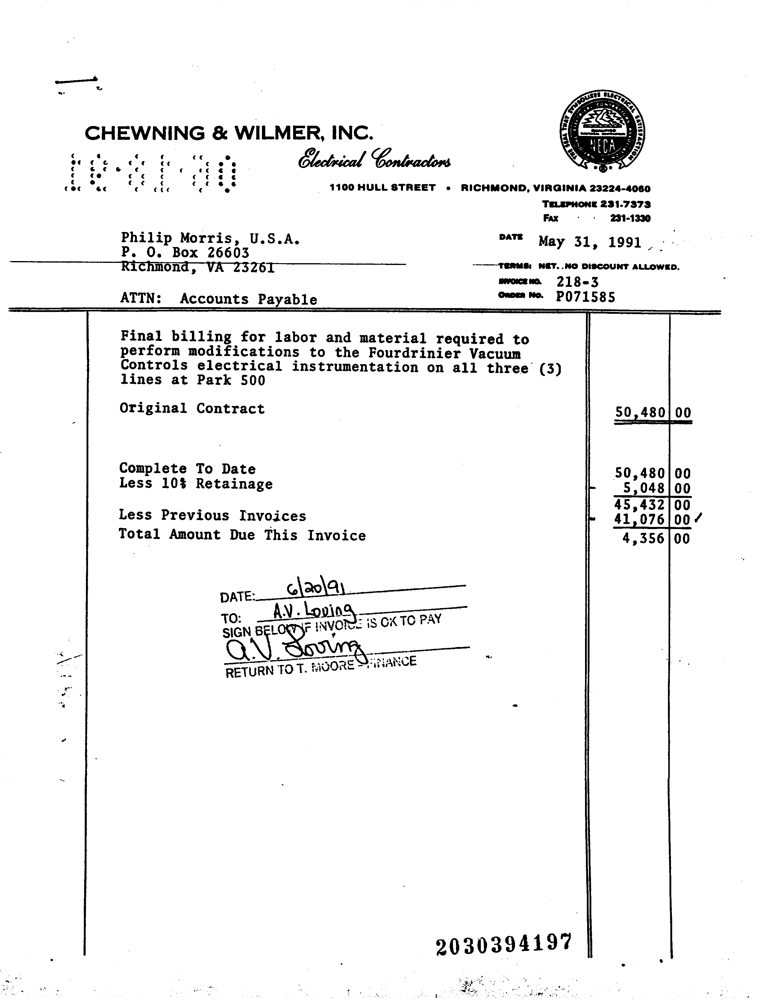 CHEWNING & WILMER, INC.
Electrical Contractors
THE SEAL THAT SYMBOLIZES ELECTRICAL SATISFACTION
NECA
1100 HULL STREET • RICHMOND, VIRGINIA 23224-4060
TELEPHONE 231-7373
FAX 231-1330
Philip Morris, U.S.A.
P. O. Box 26603
Richmond, VA 23261
ATTN: Accounts Payable
DATE May 31, 1991
TERMS: NET..NO DISCOUNT ALLOWED.
INVOICE NO. 218-3
ORDER NO. P071585
Final billing for labor and material required to
perform modifications to the Fourdrinier Vacuum
Controls electrical instrumentation on all three (3)
lines at Park 500
Original Contract 50,480 00
Complete To Date 50,480 00
Less 10% Retainage - 5,048 00
45,432 00
Less Previous Invoices - 41,076 00 ✓
Total Amount Due This Invoice 4,356 00
DATE: 6/20/91
TO: A.V. Loving
SIGN BELOW IF INVOICE IS OK TO PAY
A.V. Loving
RETURN TO T. MOORE - FINANCE
2030394197